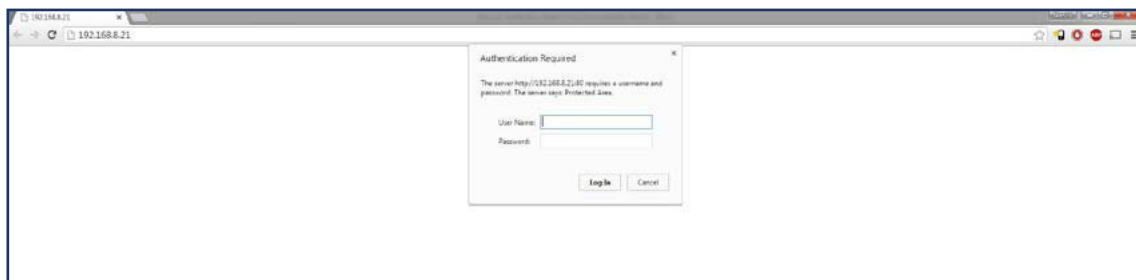 192.168.8.21
192.168.8.21
Authentication Required
The server http://192.168.8.21:80 requires a username and
password. The server says: Protected Area.
User Name:
Password:
Log In
Cancel